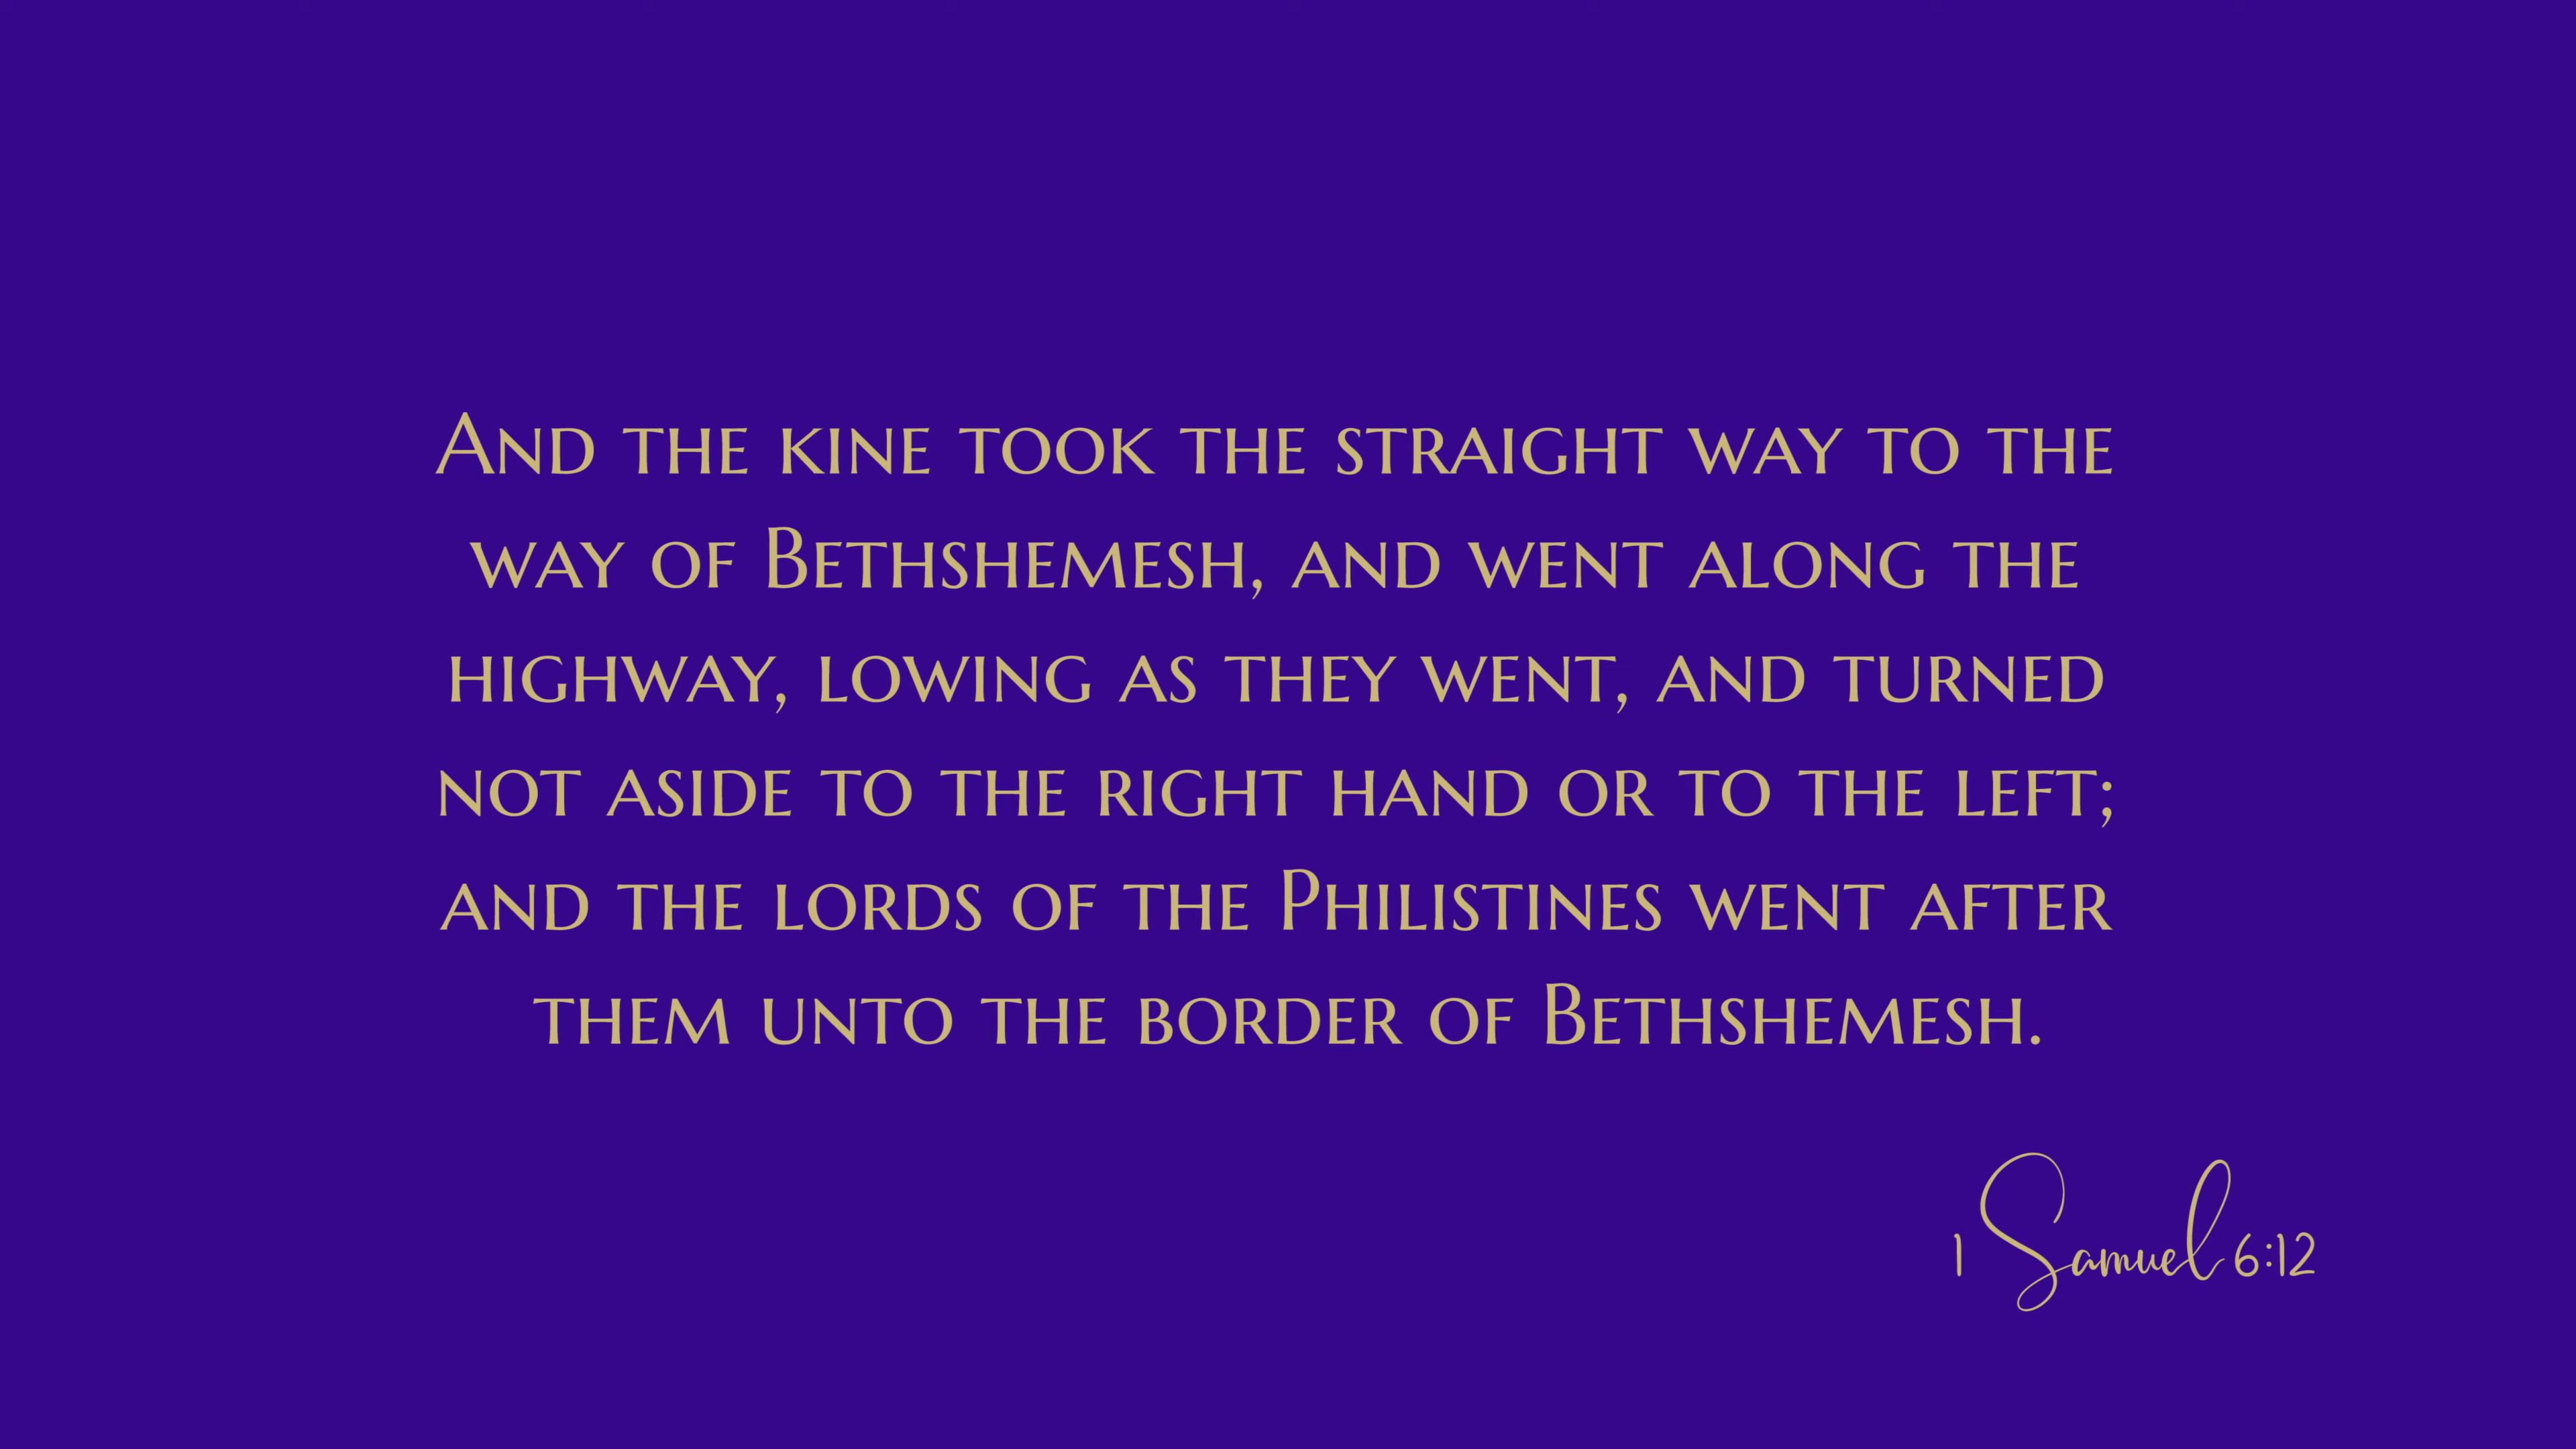 And the kine took the straight way to the
way of Bethshemesh, and went along the
highway, lowing as they went, and turned
not aside to the right hand or to the left;
and the lords of the Philistines went after
them unto the border of Bethshemesh.
1 Samuel 6:12